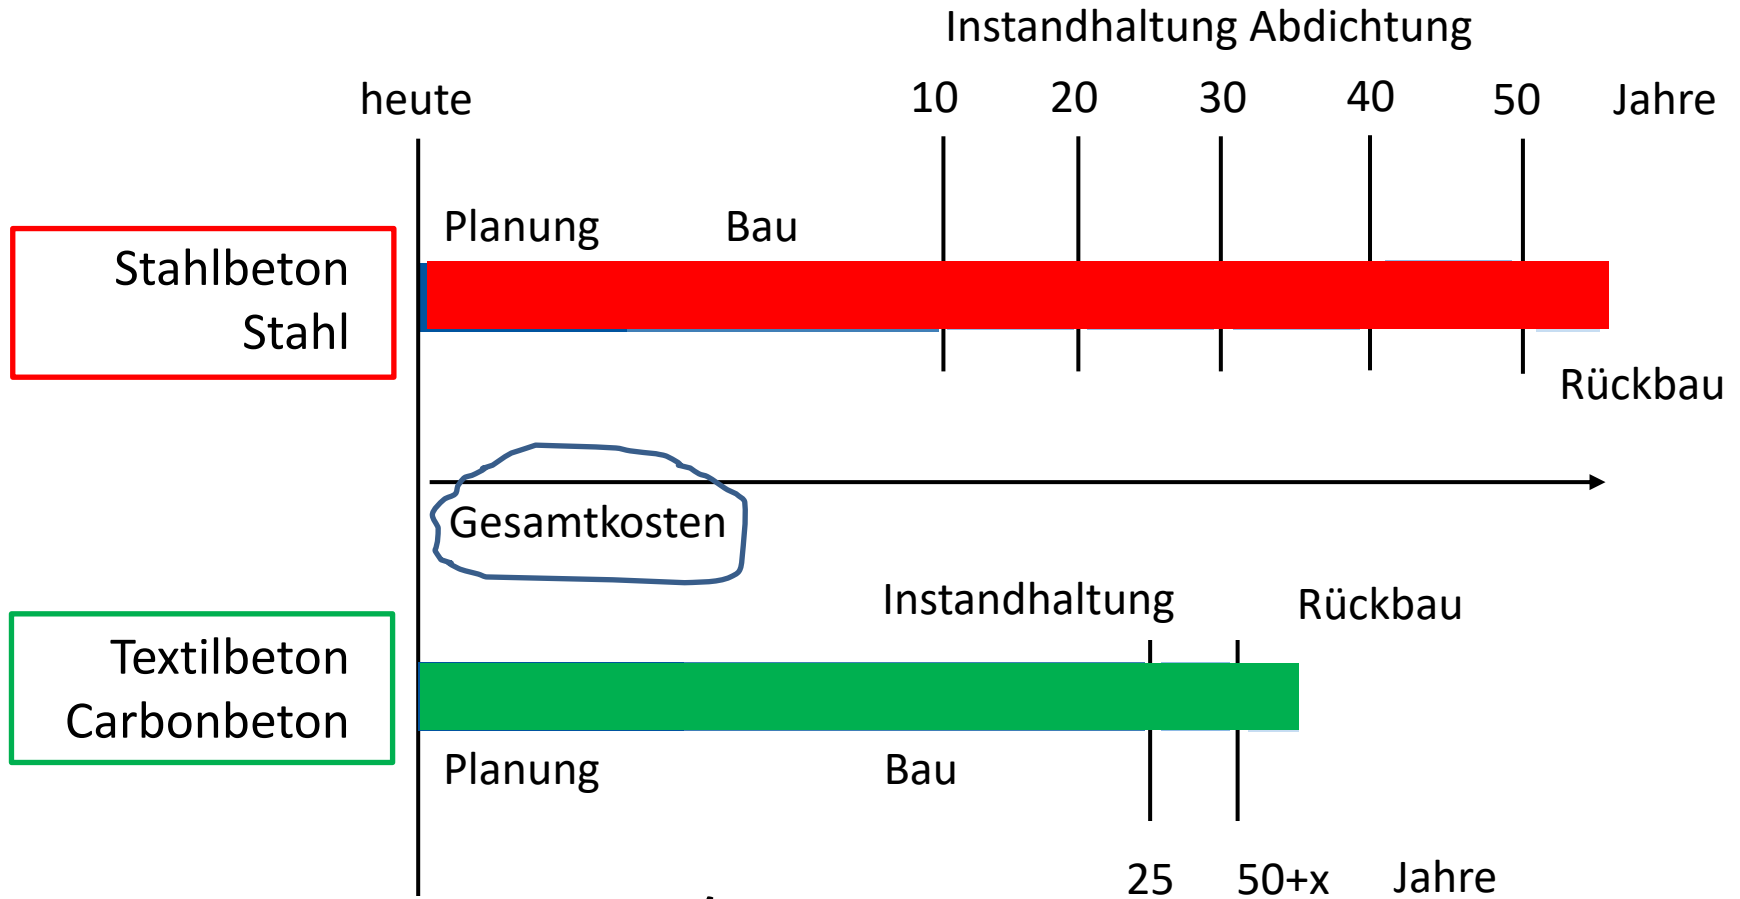 Instandhaltung Abdichtung
heute
10 20 30 40 50 Jahre
Planung Bau
Stahlbeton
Stahl
Rückbau
Gesamtkosten
Instandhaltung Rückbau
Textilbeton
Carbonbeton
Planung Bau
25 50+x Jahre